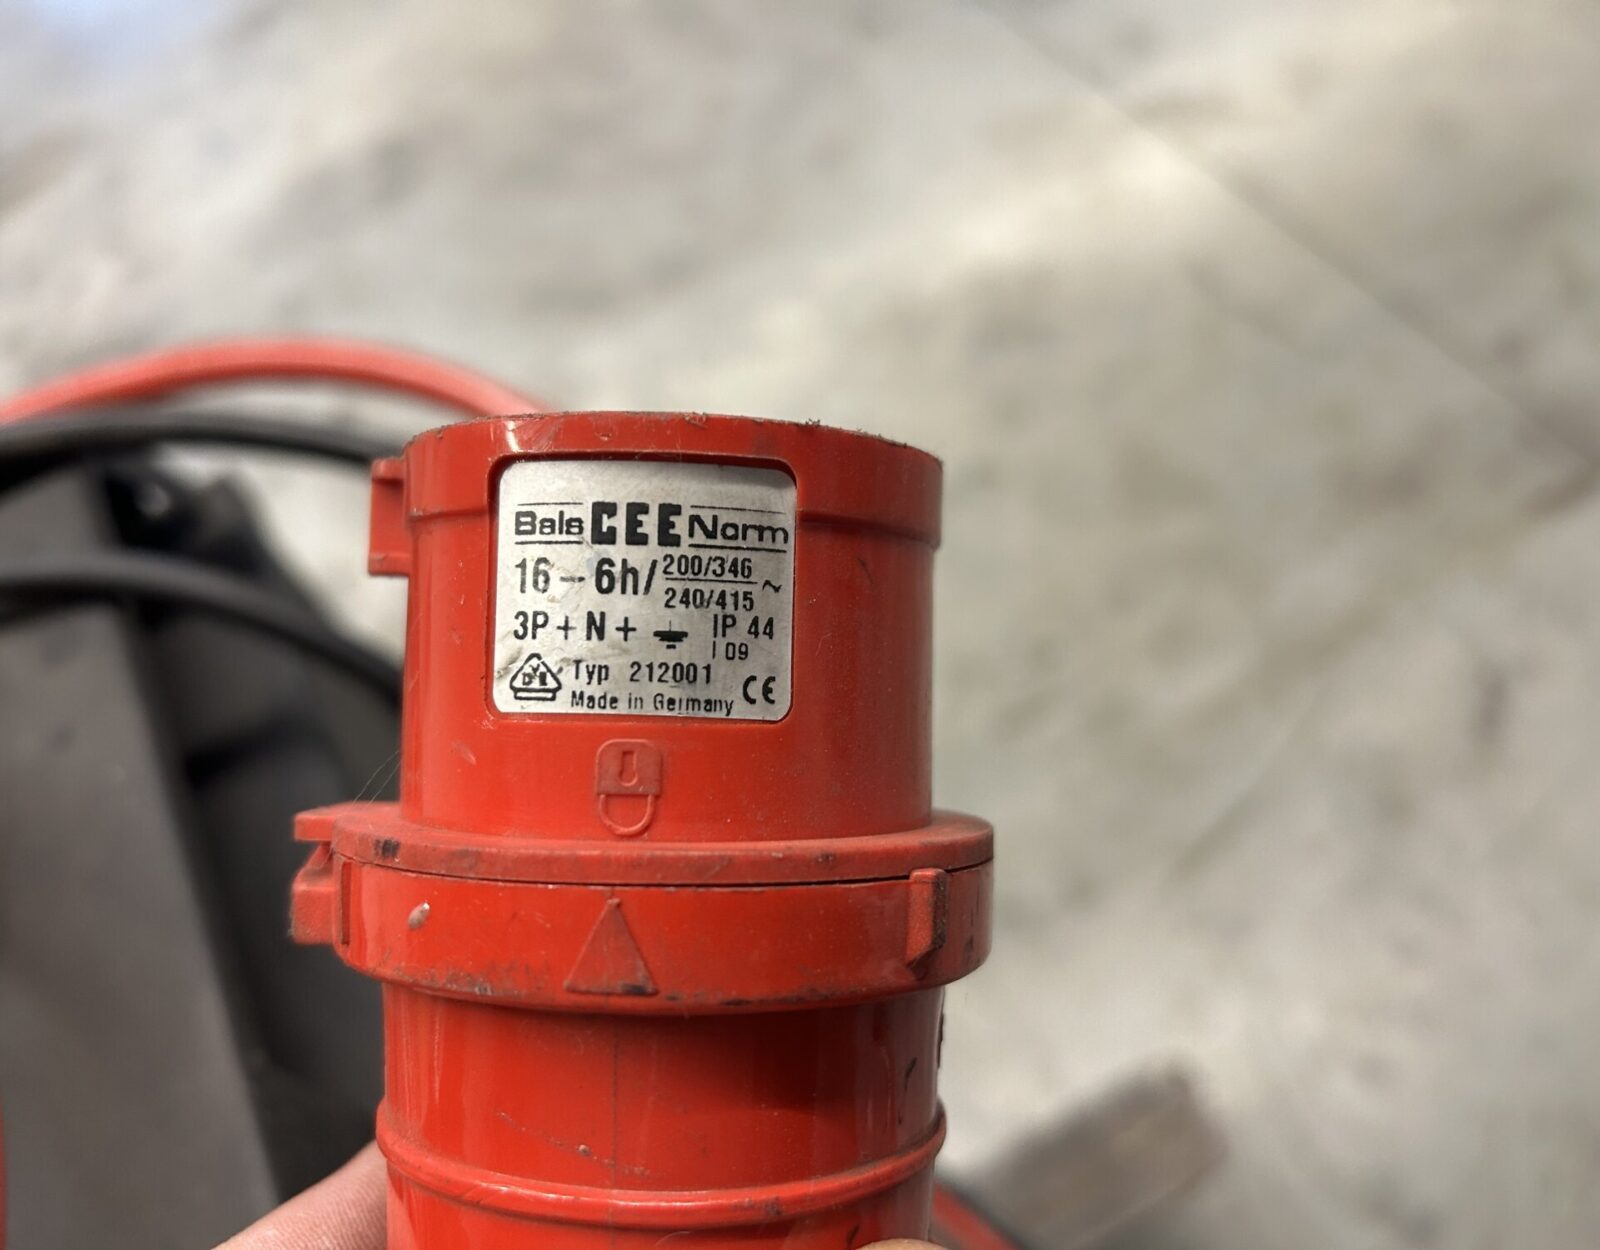 Bals CEE Norm
16 – 6h/ 200/346 ~
240/415
3P + N + ⏚ IP 44
I 09
VDE Typ 212001 CE
Made in Germany